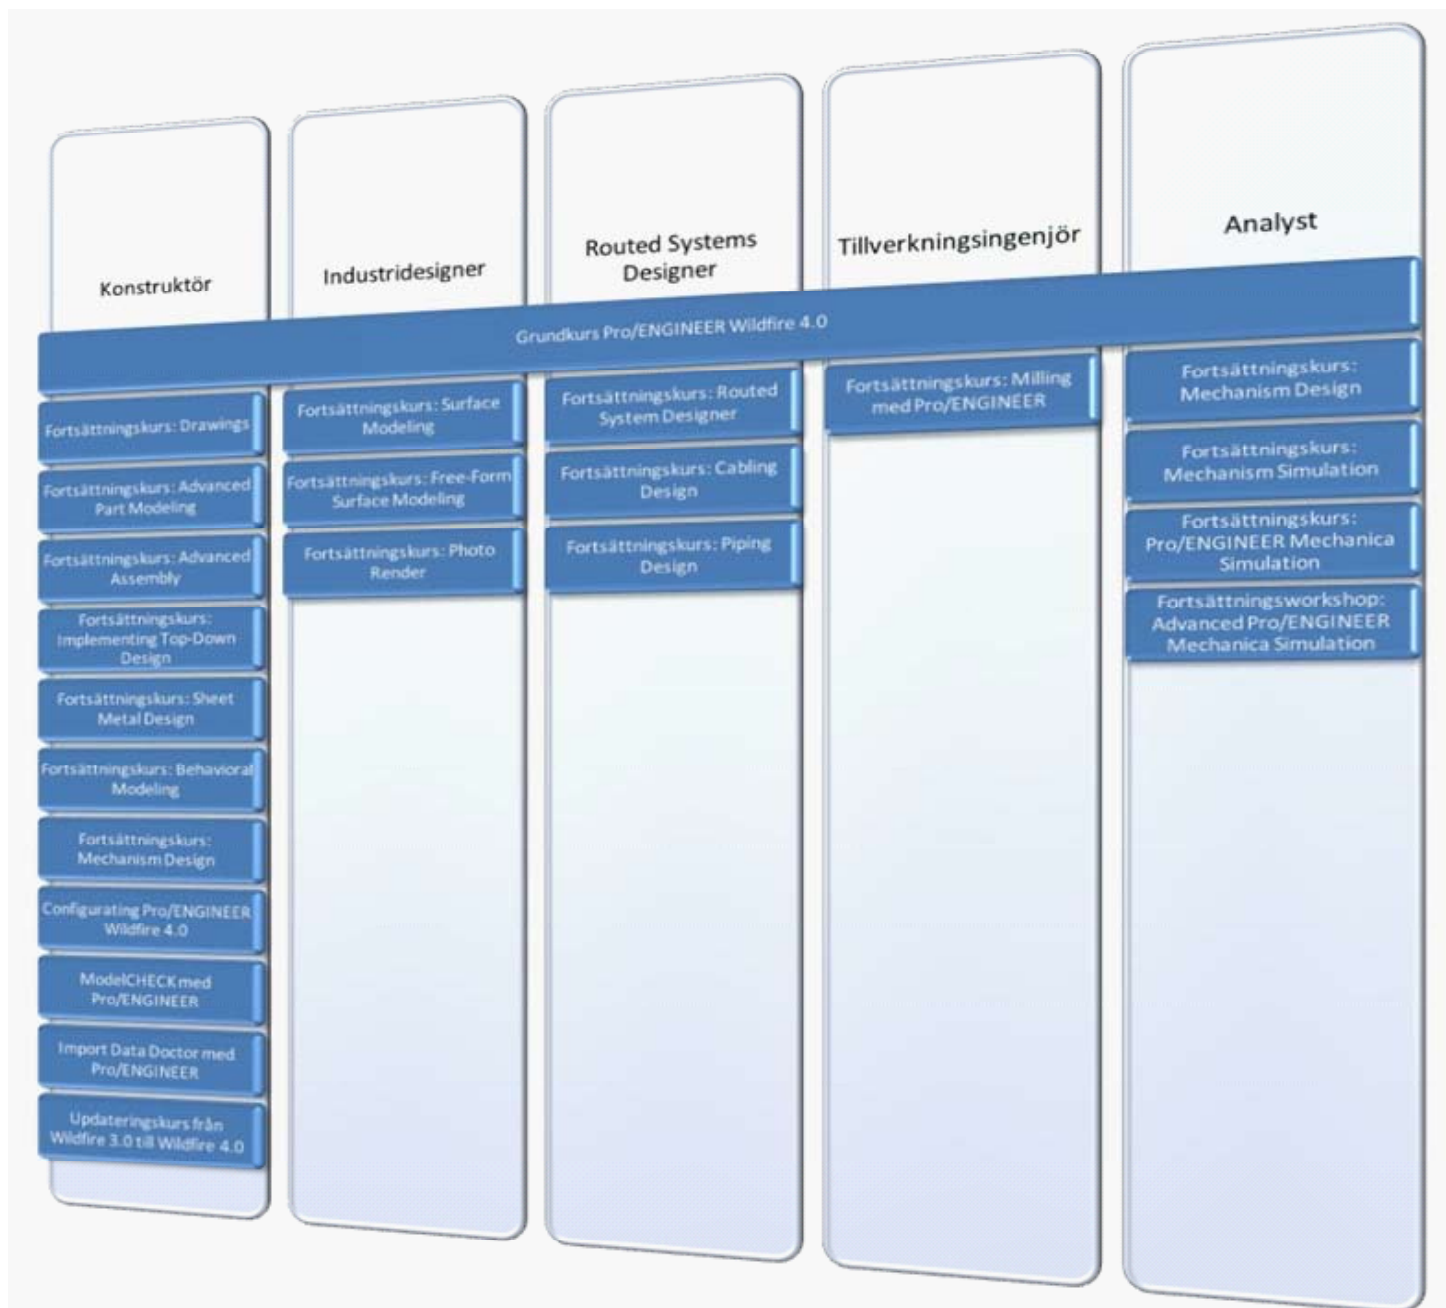 Konstruktör
Industridesigner
Routed Systems
Designer
Tillverkningsingenjör
Analyst
Grundkurs Pro/ENGINEER Wildfire 4.0
Fortsättningskurs: Drawings
Fortsättningskurs: Advanced
Part Modeling
Fortsättningskurs: Advanced
Assembly
Fortsättningskurs:
Implementing Top-Down
Design
Fortsättningskurs: Sheet
Metal Design
Fortsättningskurs: Behavioral
Modeling
Fortsättningskurs:
Mechanism Design
Configurating Pro/ENGINEER
Wildfire 4.0
ModelCHECK med
Pro/ENGINEER
Import Data Doctor med
Pro/ENGINEER
Updateringskurs från
Wildfire 3.0 till Wildfire 4.0
Fortsättningskurs: Surface
Modeling
Fortsättningskurs: Free-Form
Surface Modeling
Fortsättningskurs: Photo
Render
Fortsättningskurs: Routed
System Designer
Fortsättningskurs: Cabling
Design
Fortsättningskurs: Piping
Design
Fortsättningskurs: Milling
med Pro/ENGINEER
Fortsättningskurs:
Mechanism Design
Fortsättningskurs:
Mechanism Simulation
Fortsättningskurs:
Pro/ENGINEER Mechanica
Simulation
Fortsättningsworkshop:
Advanced Pro/ENGINEER
Mechanica Simulation